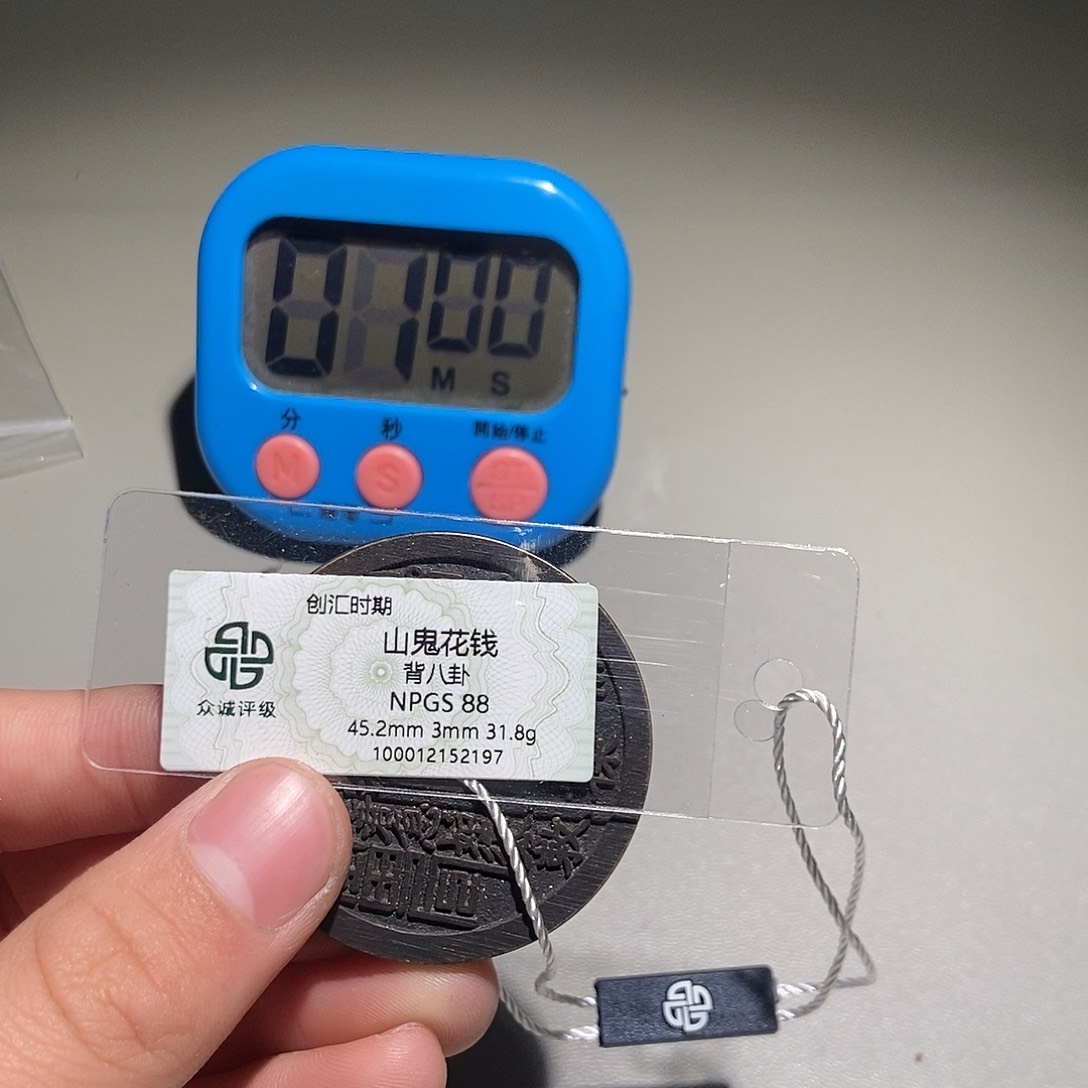 01 00
M S
分 秒 開始/停止
M S
创汇时期
山鬼花钱
背八卦
NPGS 88
45.2mm 3mm 31.8g
100012152197
众诚评级